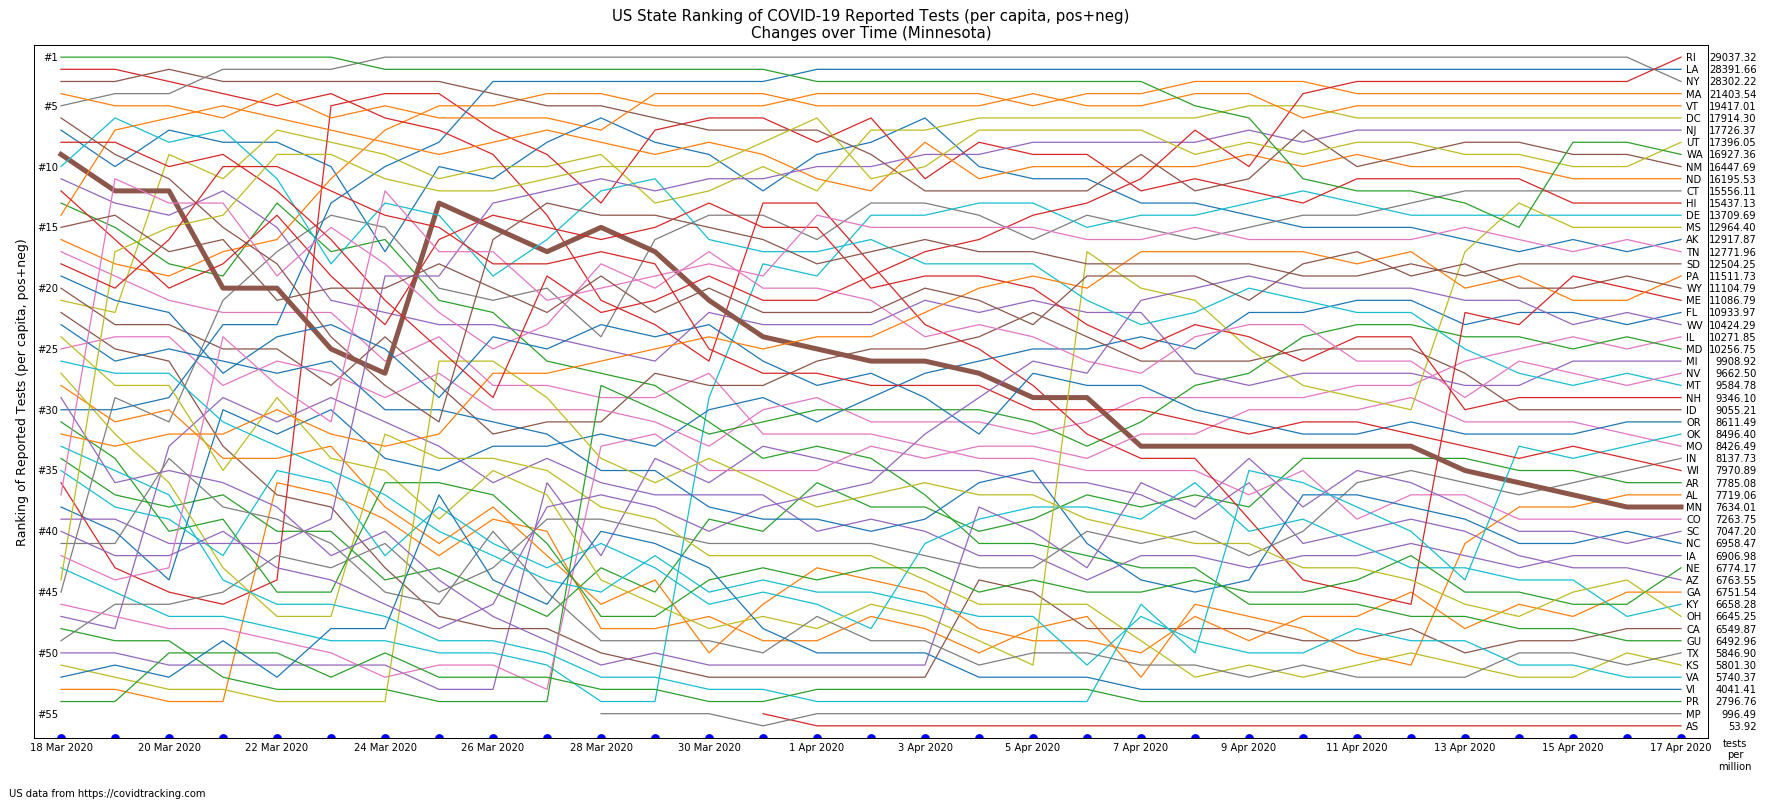 US State Ranking of COVID-19 Reported Tests (per capita, pos+neg)
Changes over Time (Minnesota)
Ranking of Reported Tests (per capita, pos+neg)
#1
#5
#10
#15
#20
#25
#30
#35
#40
#45
#50
#55
RI 29037.32
LA 28391.66
NY 28302.22
MA 21403.54
VT 19417.01
DC 17914.30
NJ 17726.37
UT 17396.05
WA 16927.36
NM 16447.69
ND 16195.53
CT 15556.11
HI 15437.13
DE 13709.69
MS 12964.40
AK 12917.87
TN 12771.96
SD 12504.25
PA 11511.73
WY 11104.79
ME 11086.79
FL 10933.97
WV 10424.29
IL 10271.85
MD 10256.75
MI 9908.92
NV 9662.50
MT 9584.78
NH 9346.10
ID 9055.21
OR 8611.49
OK 8496.40
MO 8426.49
IN 8137.73
WI 7970.89
AR 7785.08
AL 7719.06
MN 7634.01
CO 7263.75
SC 7047.20
NC 6958.47
IA 6906.98
NE 6774.17
AZ 6763.55
GA 6751.54
KY 6658.28
OH 6645.25
CA 6549.87
GU 6492.96
TX 5846.90
KS 5801.30
VA 5740.37
VI 4041.41
PR 2796.76
MP 996.49
AS 53.92
18 Mar 2020 20 Mar 2020 22 Mar 2020 24 Mar 2020 26 Mar 2020 28 Mar 2020 30 Mar 2020 1 Apr 2020 3 Apr 2020 5 Apr 2020 7 Apr 2020 9 Apr 2020 11 Apr 2020 13 Apr 2020 15 Apr 2020 17 Apr 2020
tests
per
million
US data from https://covidtracking.com